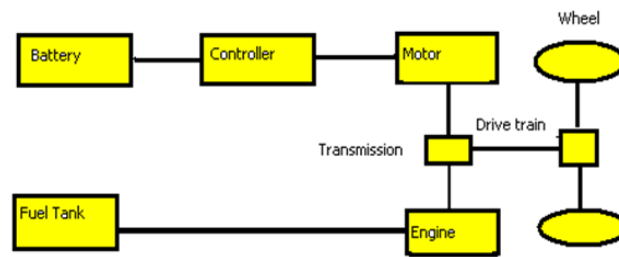 Wheel
Battery
Controller
Motor
Drive train
Transmission
Fuel Tank
Engine